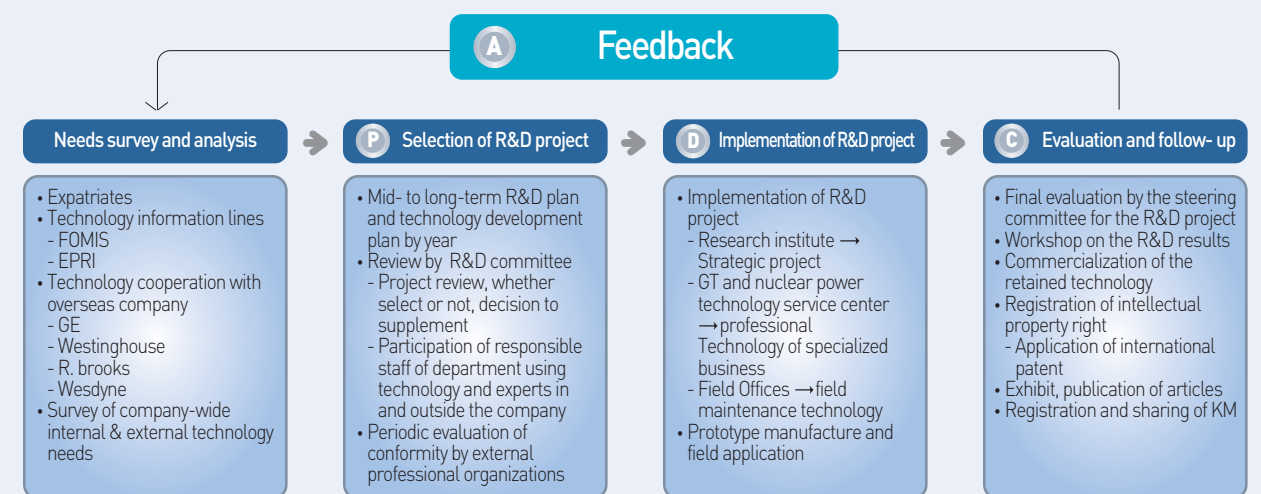 A Feedback
Needs survey and analysis
• Expatriates
• Technology information lines
- FOMIS
- EPRI
• Technology cooperation with
overseas company
- GE
- Westinghouse
- R. brooks
- Wesdyne
• Survey of company-wide
internal & external technology
needs
P Selection of R&D project
• Mid- to long-term R&D plan
and technology development
plan by year
• Review by R&D committee
- Project review, whether
select or not, decision to
supplement
- Participation of responsible
staff of department using
technology and experts in
and outside the company
• Periodic evaluation of
conformity by external
professional organizations
D Implementation of R&D project
• Implementation of R&D
project
- Research institute →
Strategic project
- GT and nuclear power
technology service center
→professional
Technology of specialized
business
- Field Offices →field
maintenance technology
• Prototype manufacture and
field application
C Evaluation and follow- up
• Final evaluation by the steering
committee for the R&D project
• Workshop on the R&D results
• Commercialization of the
retained technology
• Registration of intellectual
property right
- Application of international
patent
• Exhibit, publication of articles
• Registration and sharing of KM